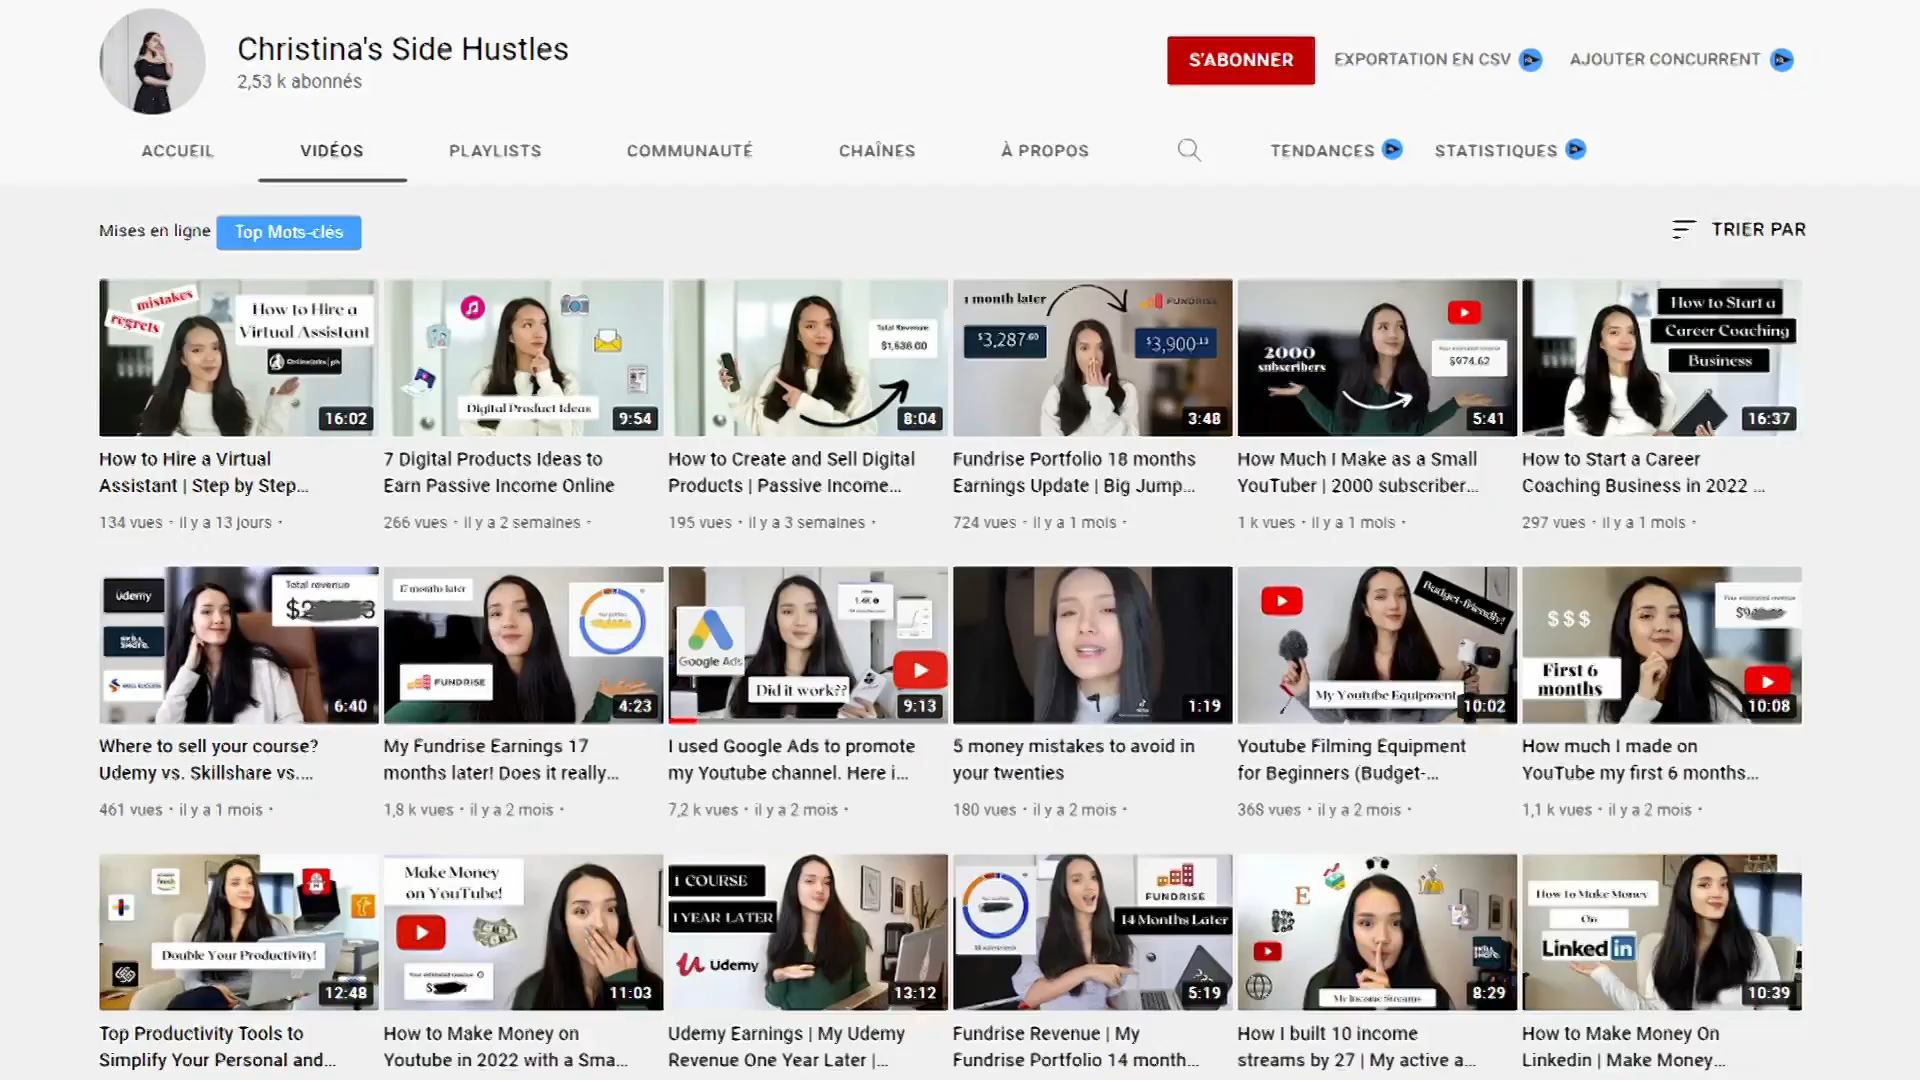 Christina's Side Hustles
2,53 k abonnés
S'ABONNER
EXPORTATION EN CSV
AJOUTER CONCURRENT
ACCUEIL
VIDÉOS
PLAYLISTS
COMMUNAUTÉ
CHAÎNES
À PROPOS
TENDANCES
STATISTIQUES
Mises en ligne
Top Mots-clés
TRIER PAR
mistakes
regrets
How to Hire a
Virtual Assistant
16:02
Digital Product Ideas
9:54
Total Revenue
$1,636.00
8:04
1 month later
FUNDRISE
$3,287.60
$3,900.13
3:48
2000
subscribers
$974.62
5:41
How to Start a
Career Coaching
Business
16:37
How to Hire a Virtual
Assistant | Step by Step...
134 vues · il y a 13 jours ·
7 Digital Products Ideas to
Earn Passive Income Online
266 vues · il y a 2 semaines ·
How to Create and Sell Digital
Products | Passive Income...
195 vues · il y a 3 semaines ·
Fundrise Portfolio 18 months
Earnings Update | Big Jump...
724 vues · il y a 1 mois ·
How Much I Make as a Small
YouTuber | 2000 subscriber...
1 k vues · il y a 1 mois ·
How to Start a Career
Coaching Business in 2022 ...
297 vues · il y a 1 mois ·
ûdemy
SKILL
SHARE.
Total revenue
6:40
17 months later
FUNDRISE
4:23
Google Ads
Did it work??
9:13
1:19
Budget-friendly!
My Youtube Equipment
10:02
$$$
First 6
months
10:08
Where to sell your course?
Udemy vs. Skillshare vs....
461 vues · il y a 1 mois ·
My Fundrise Earnings 17
months later! Does it really...
1,8 k vues · il y a 2 mois ·
I used Google Ads to promote
my Youtube channel. Here i...
7,2 k vues · il y a 2 mois ·
5 money mistakes to avoid in
your twenties
180 vues · il y a 2 mois ·
Youtube Filming Equipment
for Beginners (Budget-...
368 vues · il y a 2 mois ·
How much I made on
YouTube my first 6 months...
1,1 k vues · il y a 2 mois ·
Double Your Productivity!
12:48
Make Money
on YouTube!
11:03
1 COURSE
1 YEAR LATER
Udemy
13:12
FUNDRISE
14 Months Later
5:19
E
SKILL
SHARE.
My Income Streams
8:29
How to Make Money
On
Linked in
10:39
Top Productivity Tools to
Simplify Your Personal and...
How to Make Money on
Youtube in 2022 with a Sma...
Udemy Earnings | My Udemy
Revenue One Year Later |...
Fundrise Revenue | My
Fundrise Portfolio 14 month...
How I built 10 income
streams by 27 | My active a...
How to Make Money On
Linkedin | Make Money...